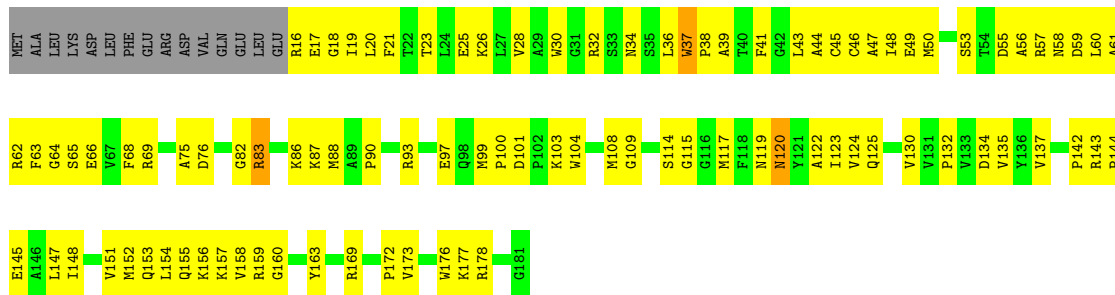 MET ALA LEU LYS ASP LEU PHE GLU ARG ASP VAL GLN GLU LEU GLU R16 E17 G18 I19 L20 F21 T22 T23 L24 E25 K26 L27 V28 A29 W30 G31 R32 S33 N34 S35 L36 W37 P38 A39 T40 F41 G42 L43 A44 C45 C46 A47 I48 E49 M50 S53 T54 D55 A56 R57 N58 D59 L60 A61
R62 F63 G64 S65 E66 V67 F68 R69 A75 D76 G82 R83 K86 K87 M88 A89 P90 R93 E97 Q98 M99 P100 D101 P102 K103 W104 M108 G109 S114 G115 G116 M117 F118 N119 N120 Y121 A122 I123 V124 Q125 V130 V131 P132 V133 D134 V135 Y136 V137 P142 R143
E145 A146 L147 I148 V151 M152 Q153 L154 Q155 K156 K157 V158 R159 G160 Y163 R169 P172 V173 W176 K177 R178 G181